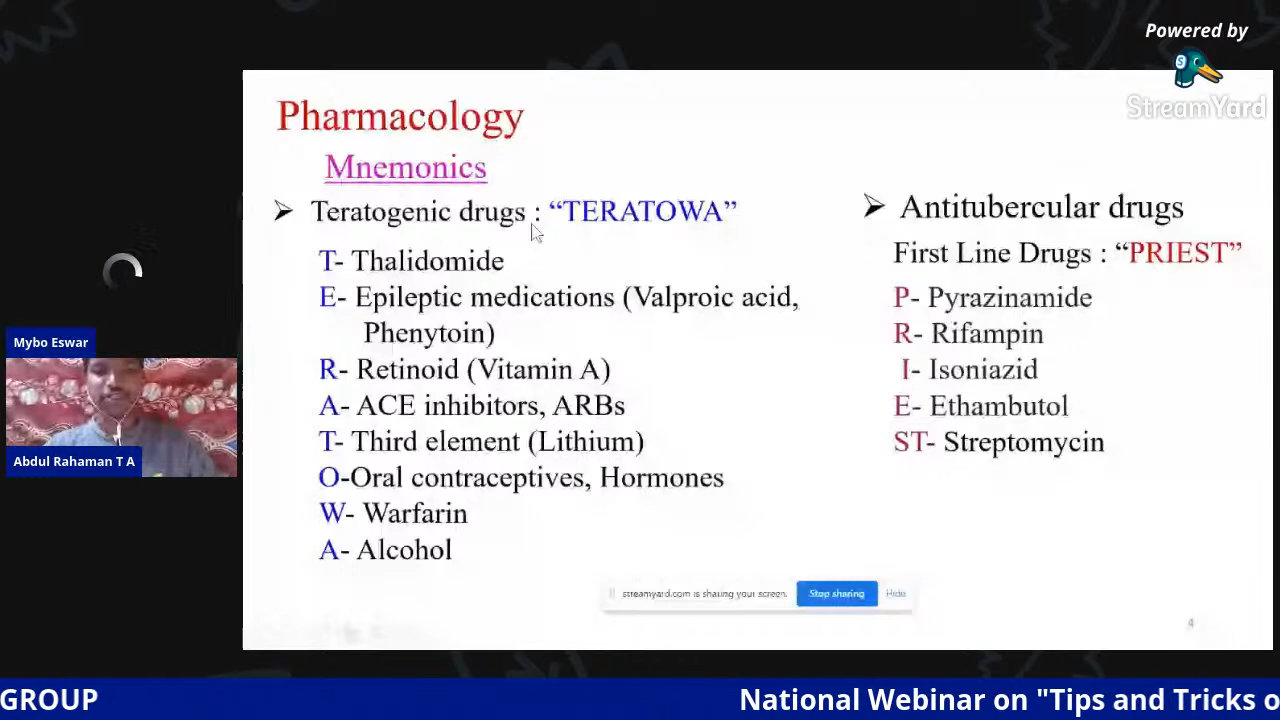 Powered by
StreamYard
Pharmacology
Mnemonics
➢ Teratogenic drugs : “TERATOWA”
T- Thalidomide
E- Epileptic medications (Valproic acid,
Phenytoin)
R- Retinoid (Vitamin A)
A- ACE inhibitors, ARBs
T- Third element (Lithium)
O-Oral contraceptives, Hormones
W- Warfarin
A- Alcohol
➢ Antitubercular drugs
First Line Drugs : “PRIEST”
P- Pyrazinamide
R- Rifampin
I- Isoniazid
E- Ethambutol
ST- Streptomycin
Mybo Eswar
Abdul Rahaman T A
streamyard.com is sharing your screen.
Stop sharing
Hide
4
GROUP
National Webinar on "Tips and Tricks o